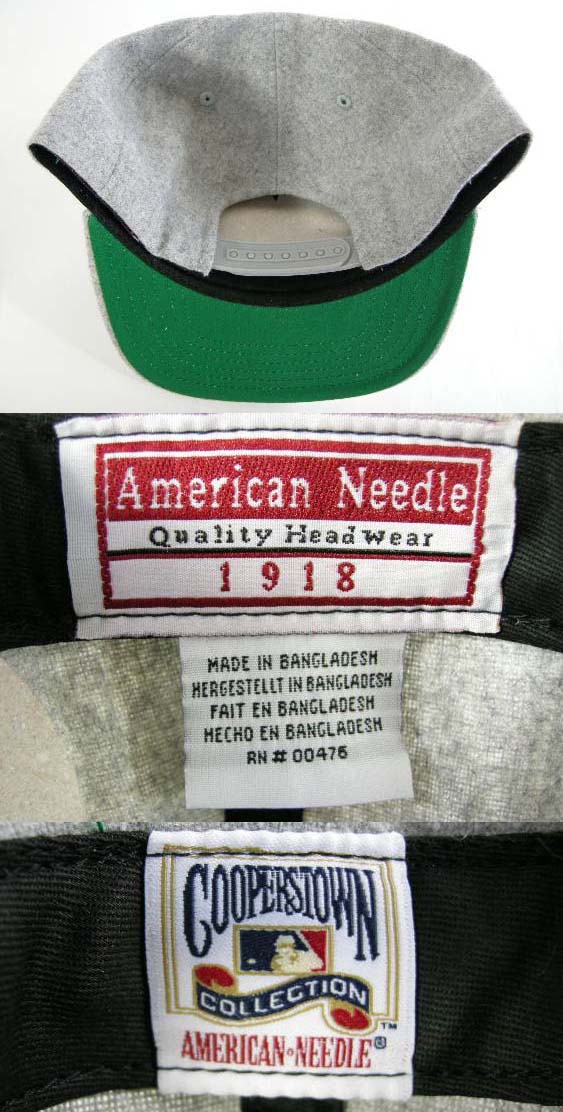 American Needle
Quality Headwear
1918
MADE IN BANGLADESH
HERGESTELLT IN BANGLADESH
FAIT EN BANGLADESH
HECHO EN BANGLADESH
RN # 00476
COOPERSTOWN
COLLECTION
TM
AMERICAN·NEEDLE®